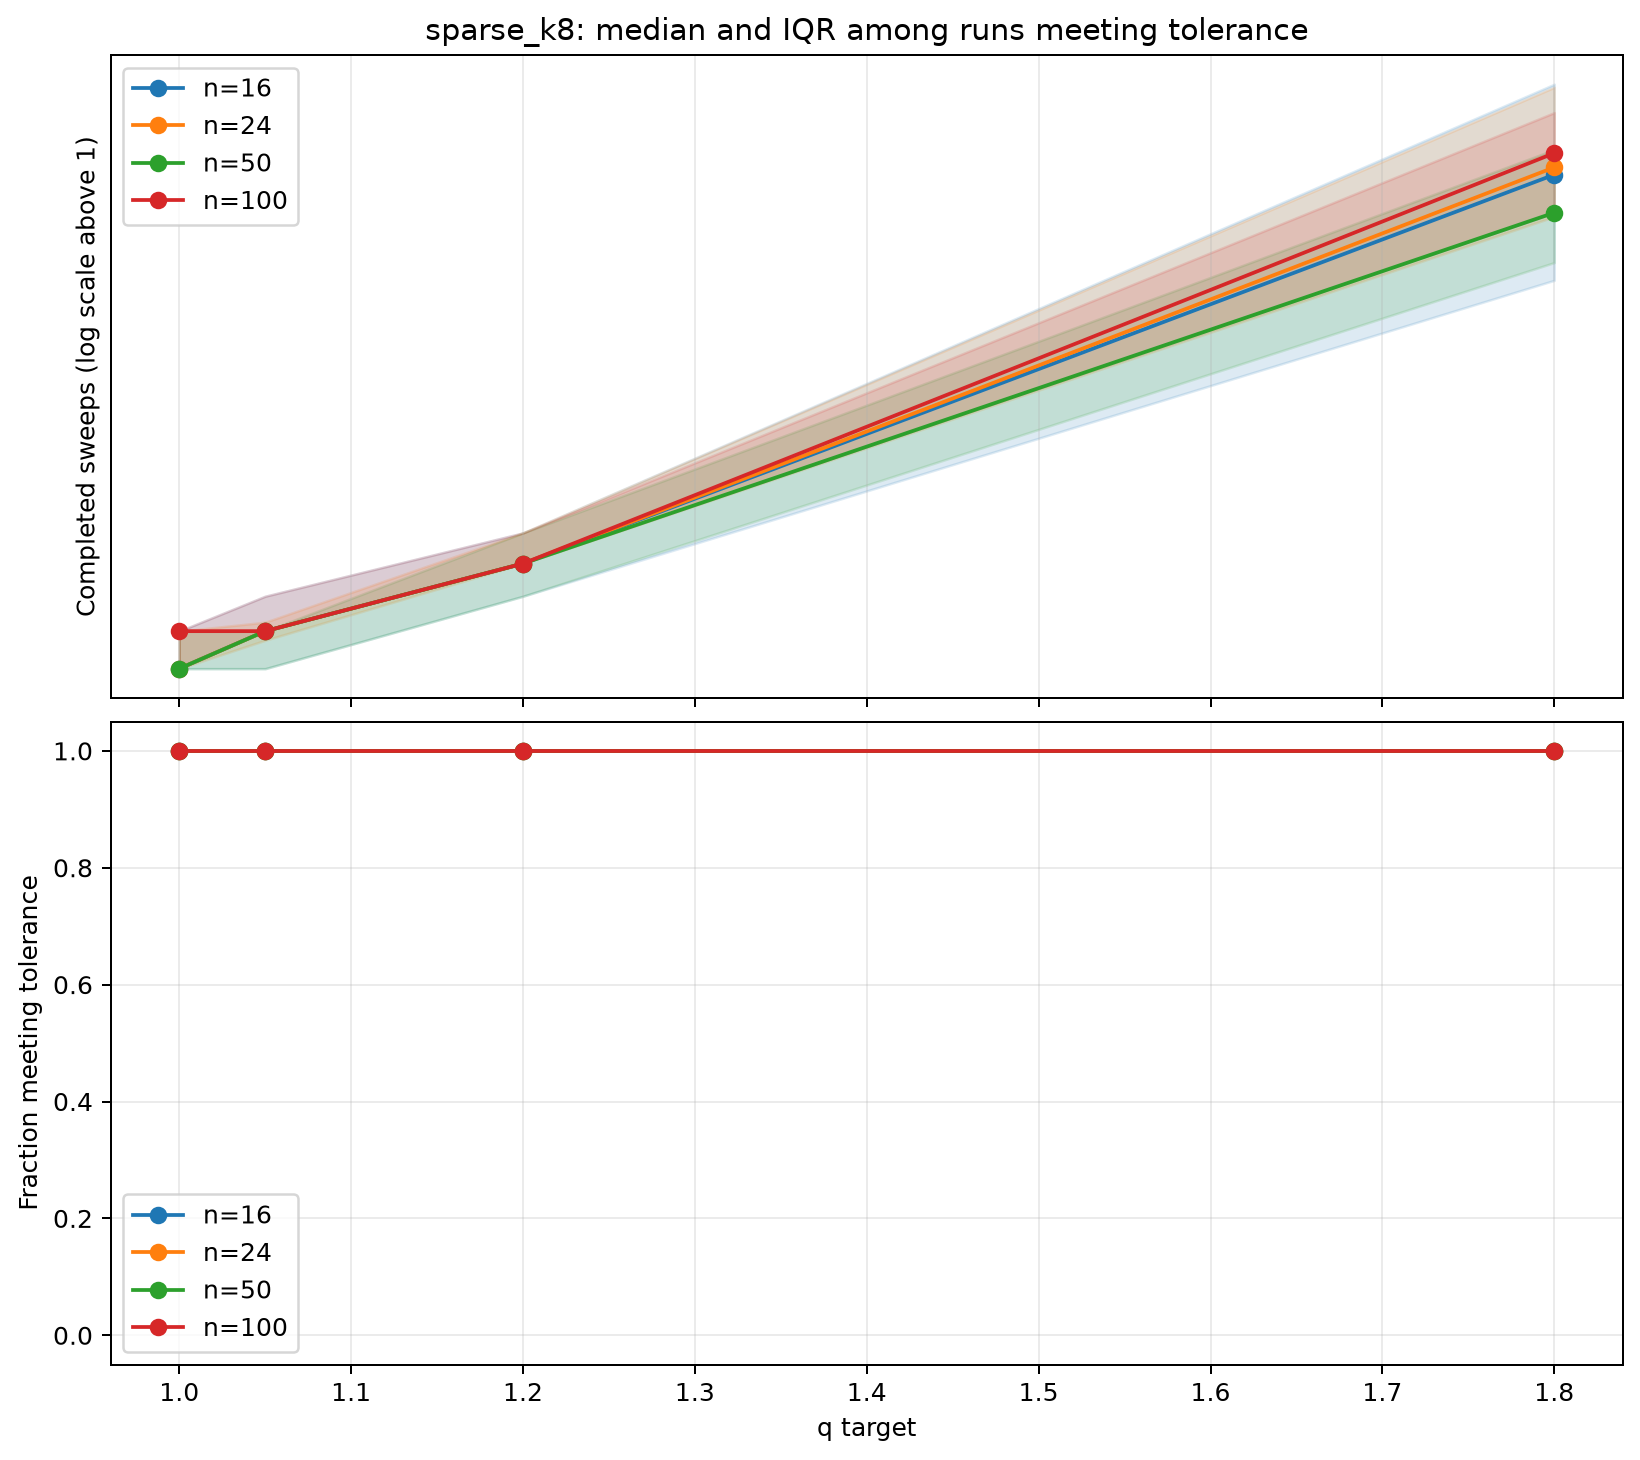 sparse_k8: median and IQR among runs meeting tolerance
Completed sweeps (log scale above 1)
n=16
n=24
n=50
n=100
Fraction meeting tolerance
1.0
0.8
0.6
0.4
0.2
0.0
n=16
n=24
n=50
n=100
1.0 1.1 1.2 1.3 1.4 1.5 1.6 1.7 1.8
q target